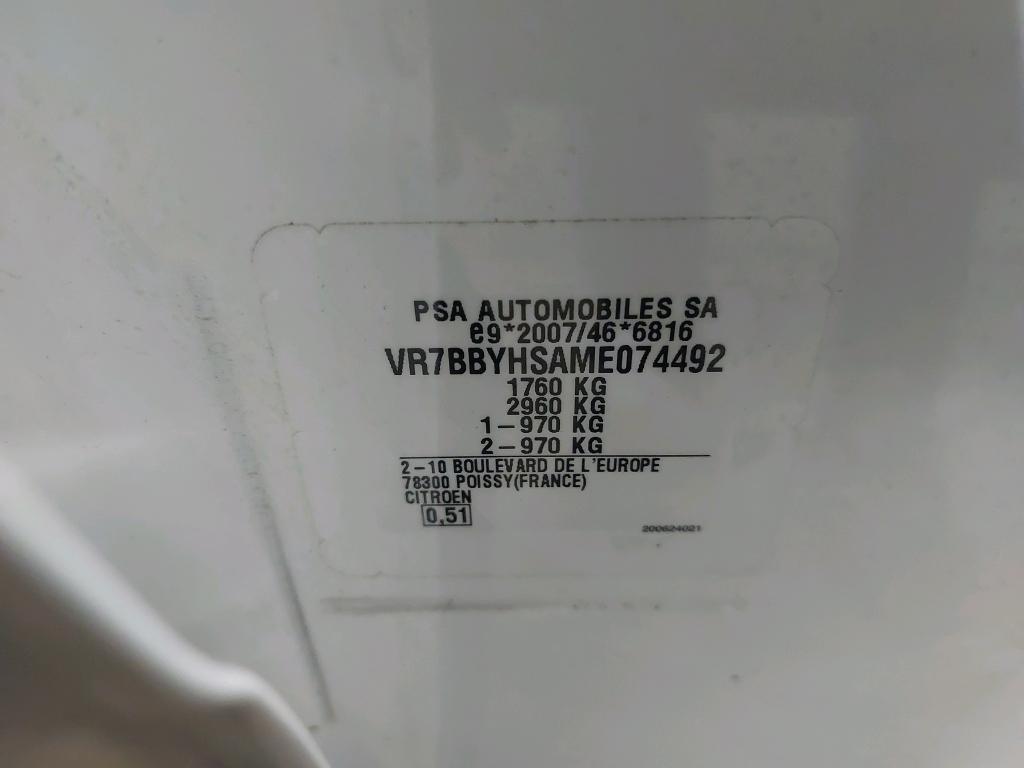 PSA AUTOMOBILES SA
e9*2007/46*6816
VR7BBYHSAME074492
1760 KG
2960 KG
1-970 KG
2-970 KG
2-10 BOULEVARD DE L'EUROPE
78300 POISSY(FRANCE)
CITROEN
0,51
200624021